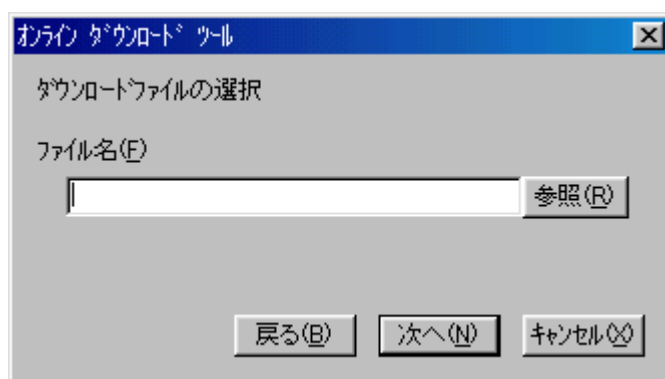 ｵﾝﾗｲﾝ ﾀﾞｳﾝﾛｰﾄﾞ ﾂｰﾙ
ﾀﾞｳﾝﾛｰﾄﾞﾌｧｲﾙの選択
ﾌｧｲﾙ名(F)
参照(R)
戻る(B) 次へ(N) ｷｬﾝｾﾙ(X)